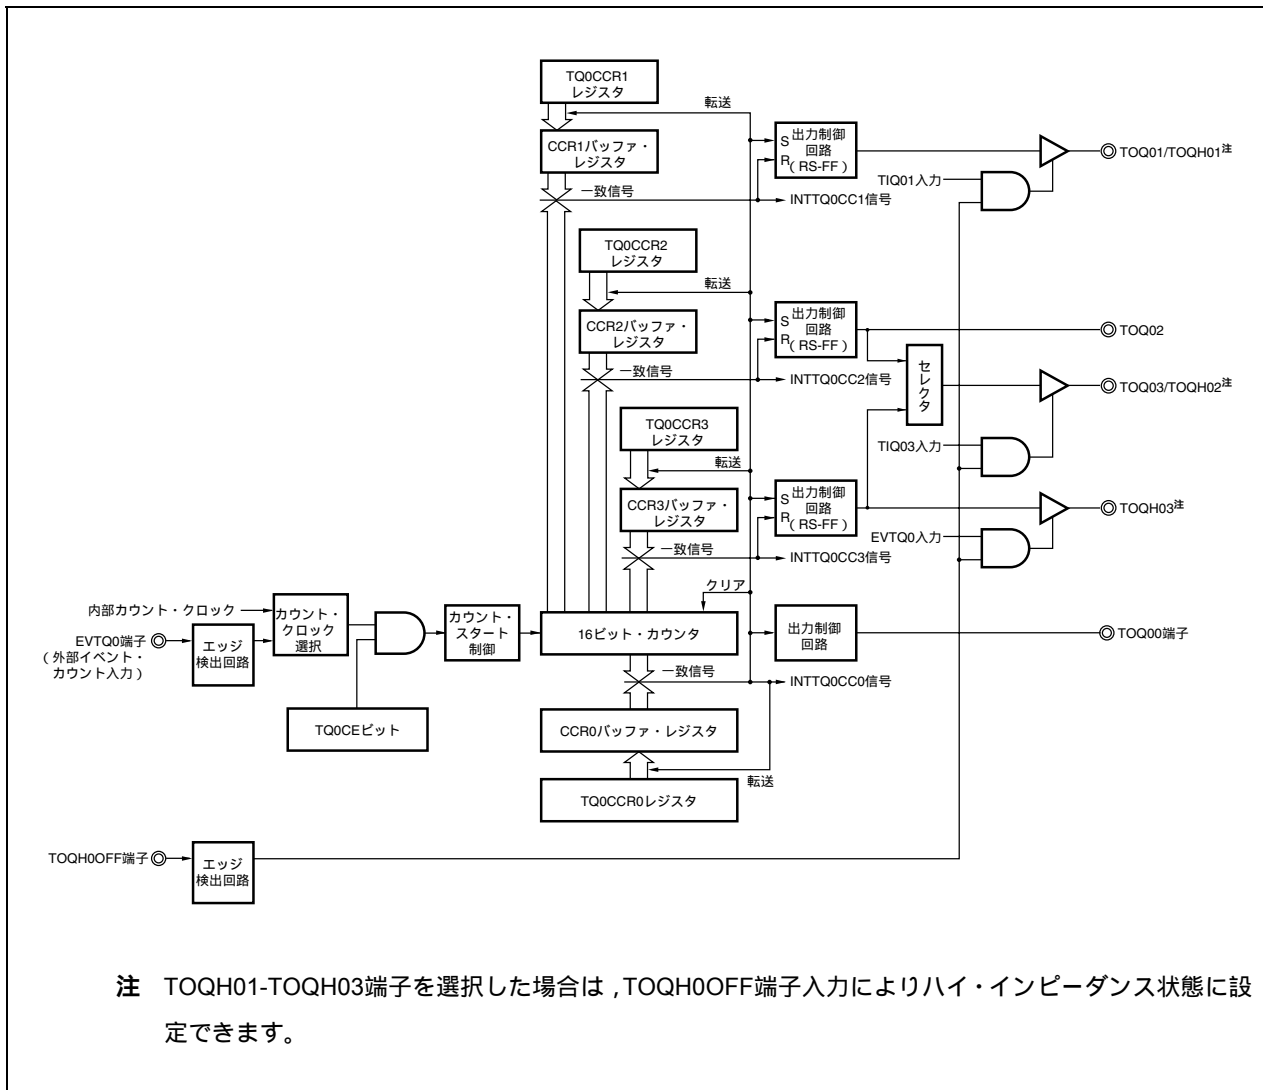 TQ0CCR1
レジスタ
転送
CCR1バッファ・
レジスタ
S 出力制御
回路
R ( RS-FF )
TOQ01/TOQH01注
TIQ01入力
一致信号
INTTQ0CC1信号
TQ0CCR2
レジスタ
転送
CCR2バッファ・
レジスタ
S 出力制御
回路
R ( RS-FF )
TOQ02
セレクタ
一致信号
INTTQ0CC2信号
TOQ03/TOQH02注
TQ0CCR3
レジスタ
TIQ03入力
転送
CCR3バッファ・
レジスタ
S 出力制御
回路
R ( RS-FF )
TOQH03注
EVTQ0入力
一致信号
INTTQ0CC3信号
クリア
内部カウント・クロック
EVTQ0端子
( 外部イベント・
カウント入力 )
エッジ
検出回路
カウント・
クロック
選択
カウント・
スタート
制御
16ビット・カウンタ
出力制御
回路
TOQ00端子
一致信号
INTTQ0CC0信号
TQ0CEビット
CCR0バッファ・レジスタ
転送
TQ0CCR0レジスタ
TOQH0OFF端子
エッジ
検出回路
注 TOQH01-TOQH03端子を選択した場合は,TOQH0OFF端子入力によりハイ・インピーダンス状態に設
定できます。